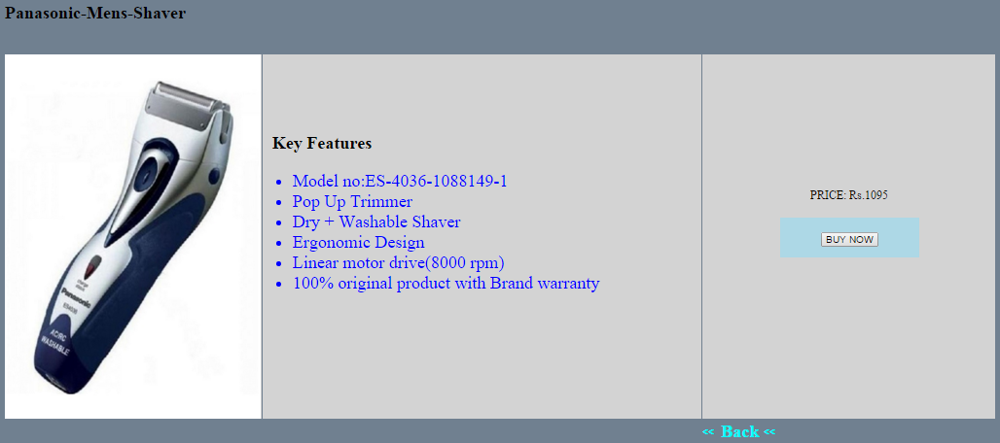 Panasonic-Mens-Shaver
charge
Panasonic
AC/RC
WASHABLE
Key Features
Model no:ES-4036-1088149-1
Pop Up Trimmer
Dry + Washable Shaver
Ergonomic Design
Linear motor drive(8000 rpm)
100% original product with Brand warranty
PRICE: Rs.1095
BUY NOW
<< Back <<